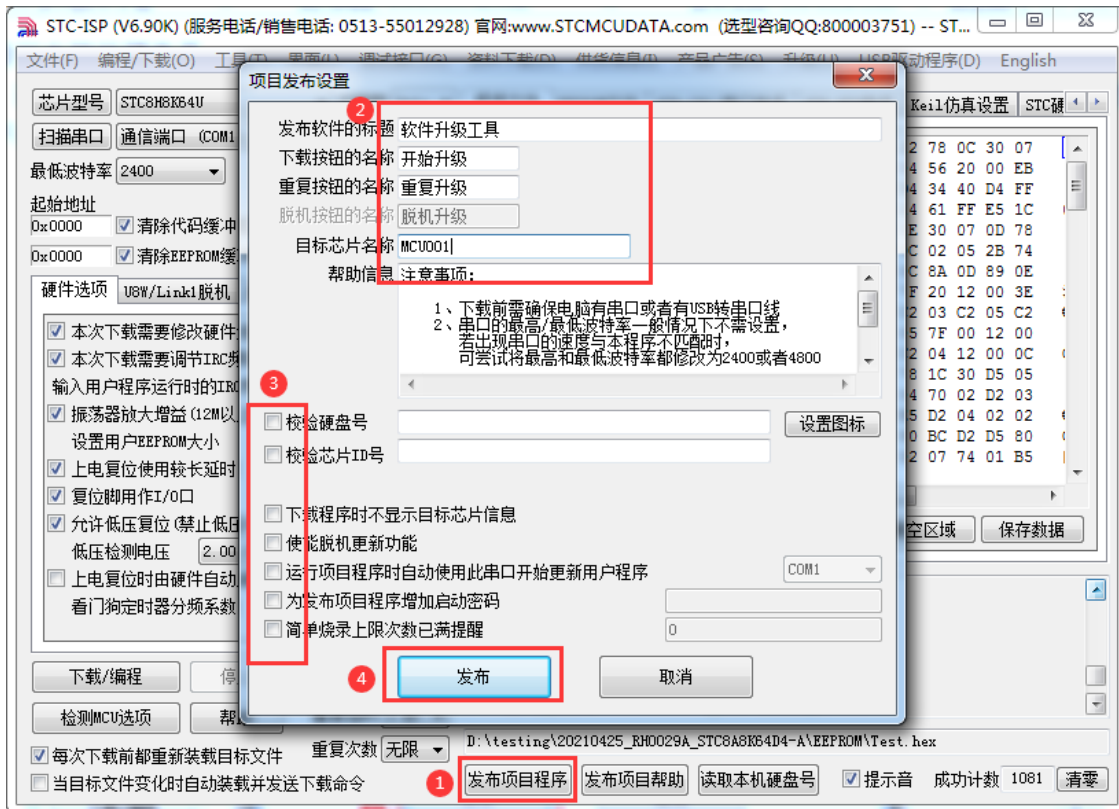 STC-ISP (V6.90K) (服务电话/销售电话: 0513-55012928) 官网:www.STCMCUDATA.com (选型咨询QQ:800003751) -- ST...
文件(F) 编程/下载(O) 驱动程序(D) English
项目发布设置
芯片型号 STC8H8K64U
Keil仿真设置 STC硬
扫描串口 通信端口 (COM1
最低波特率 2400
起始地址
0x0000 清除代码缓冲
0x0000 清除EEPROM缓
硬件选项 U8W/Link1脱机
本次下载需要修改硬件
本次下载需要调节IRC频
输入用户程序运行时的IRC
振荡器放大增益(12M以
设置用户EEPROM大小
上电复位使用较长延时
复位脚用作I/O口
允许低压复位(禁止低压
低压检测电压 2.00
上电复位时由硬件自动
看门狗定时器分频系数
下载/编程 停
检测MCU选项 帮
每次下载前都重新装载目标文件
当目标文件变化时自动装载并发送下载命令
2
发布软件的标题 软件升级工具
下载按钮的名称 开始升级
重复按钮的名称 重复升级
脱机按钮的名称 脱机升级
目标芯片名称 MCU001
帮助信息 注意事项:
1、下载前需确保电脑有串口或者有USB转串口线
2、串口的最高/最低波特率一般情况下不需设置,
若出现串口的速度与本程序不匹配时,
可尝试将最高和最低波特率都修改为2400或者4800
3
校验硬盘号 设置图标
校验芯片ID号
下载程序时不显示目标芯片信息
使能脱机更新功能
运行项目程序时自动使用此串口开始更新用户程序 COM1
为发布项目程序增加启动密码
简单烧录上限次数已满提醒 0
4 发布 取消
2 78 0C 30 07
4 56 20 00 EB
34 40 D4 FF
4 61 FF E5 1C
E 30 07 0D 78
C 02 05 2B 74
C 8A 0D 89 0E
F 20 12 00 3E
2 03 C2 05 C2
5 7F 00 12 00
2 04 12 00 0C
8 1C 30 D5 05
4 70 02 D2 03
5 D2 04 02 02
0 BC D2 D5 80
2 07 74 01 B5
空区域 保存数据
重复次数 无限
D:\testing\20210425_RH0029A_STC8A8K64D4-A\EEPROM\Test.hex
1 发布项目程序 发布项目帮助 读取本机硬盘号 提示音 成功计数 1081 清零